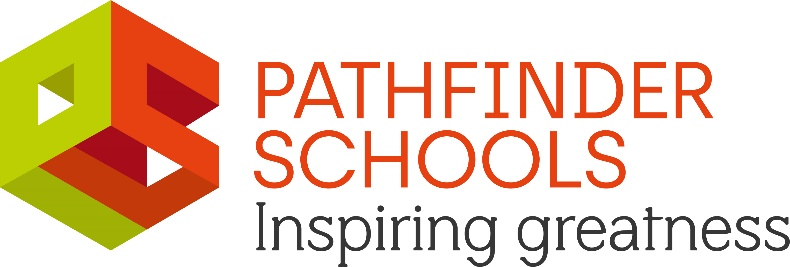 PATHFINDER
SCHOOLS
Inspiring greatness